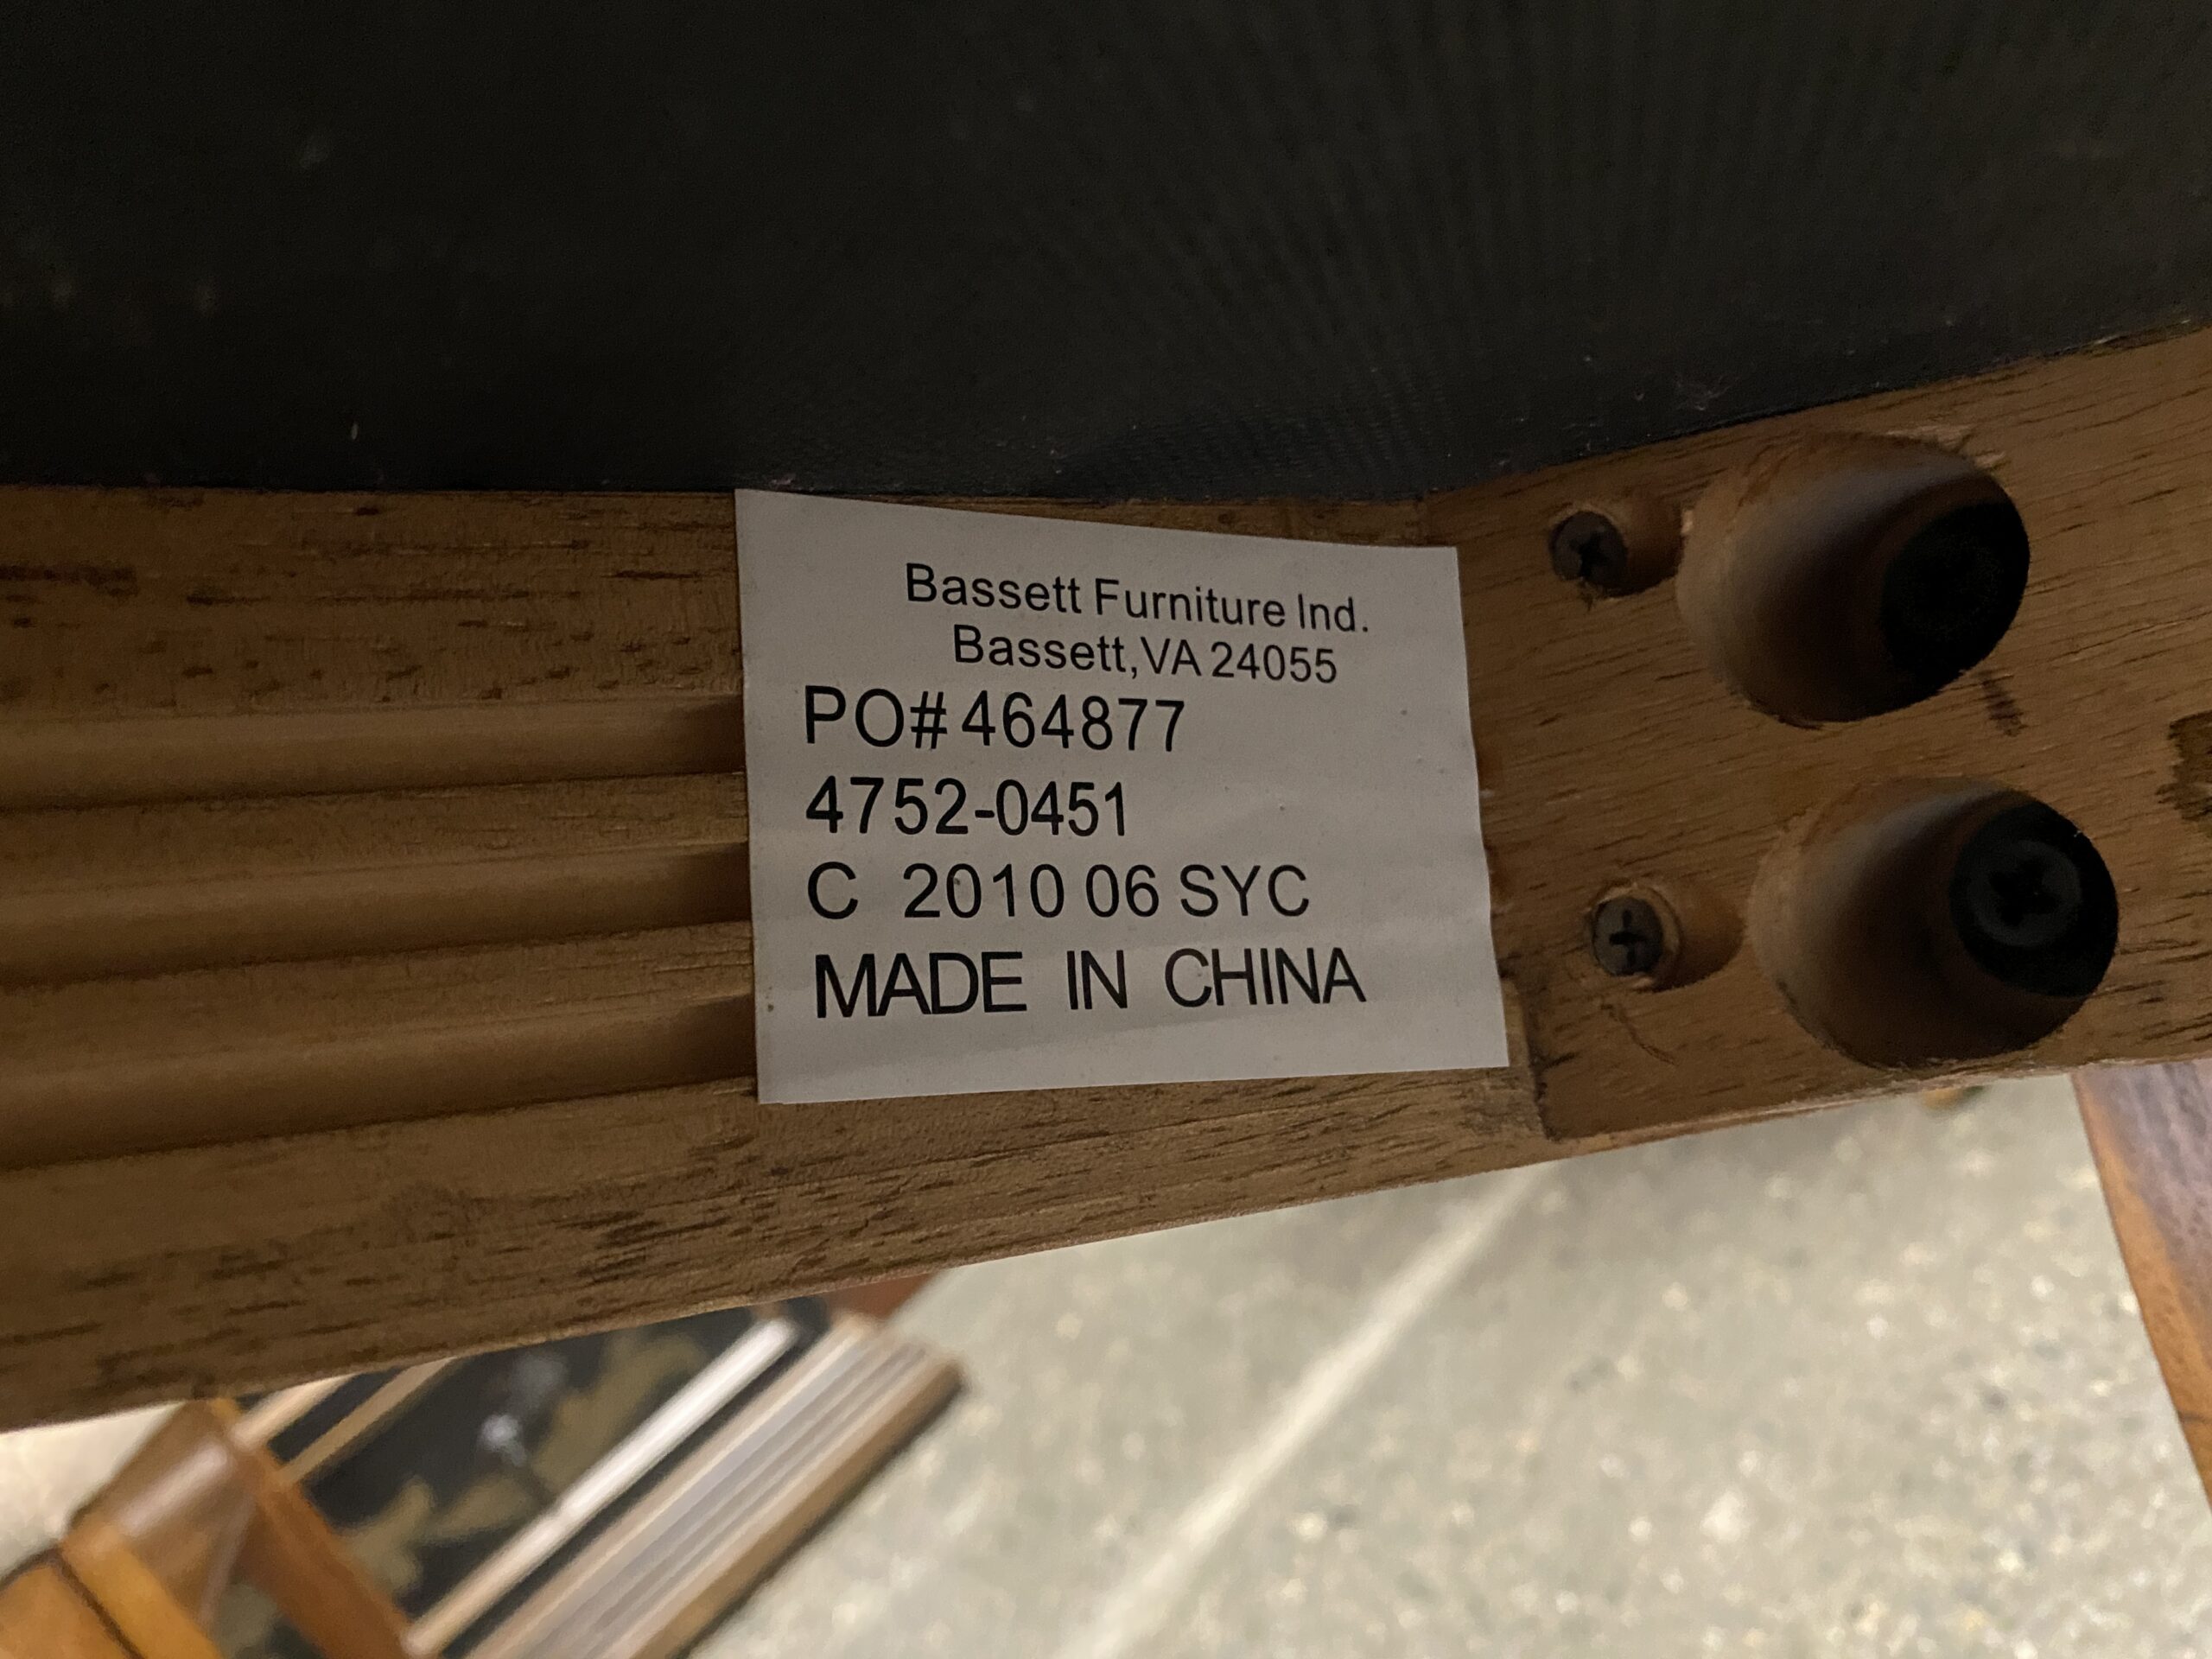 Bassett Furniture Ind.
Bassett,VA 24055
PO# 464877
4752-0451
C 2010 06 SYC
MADE IN CHINA